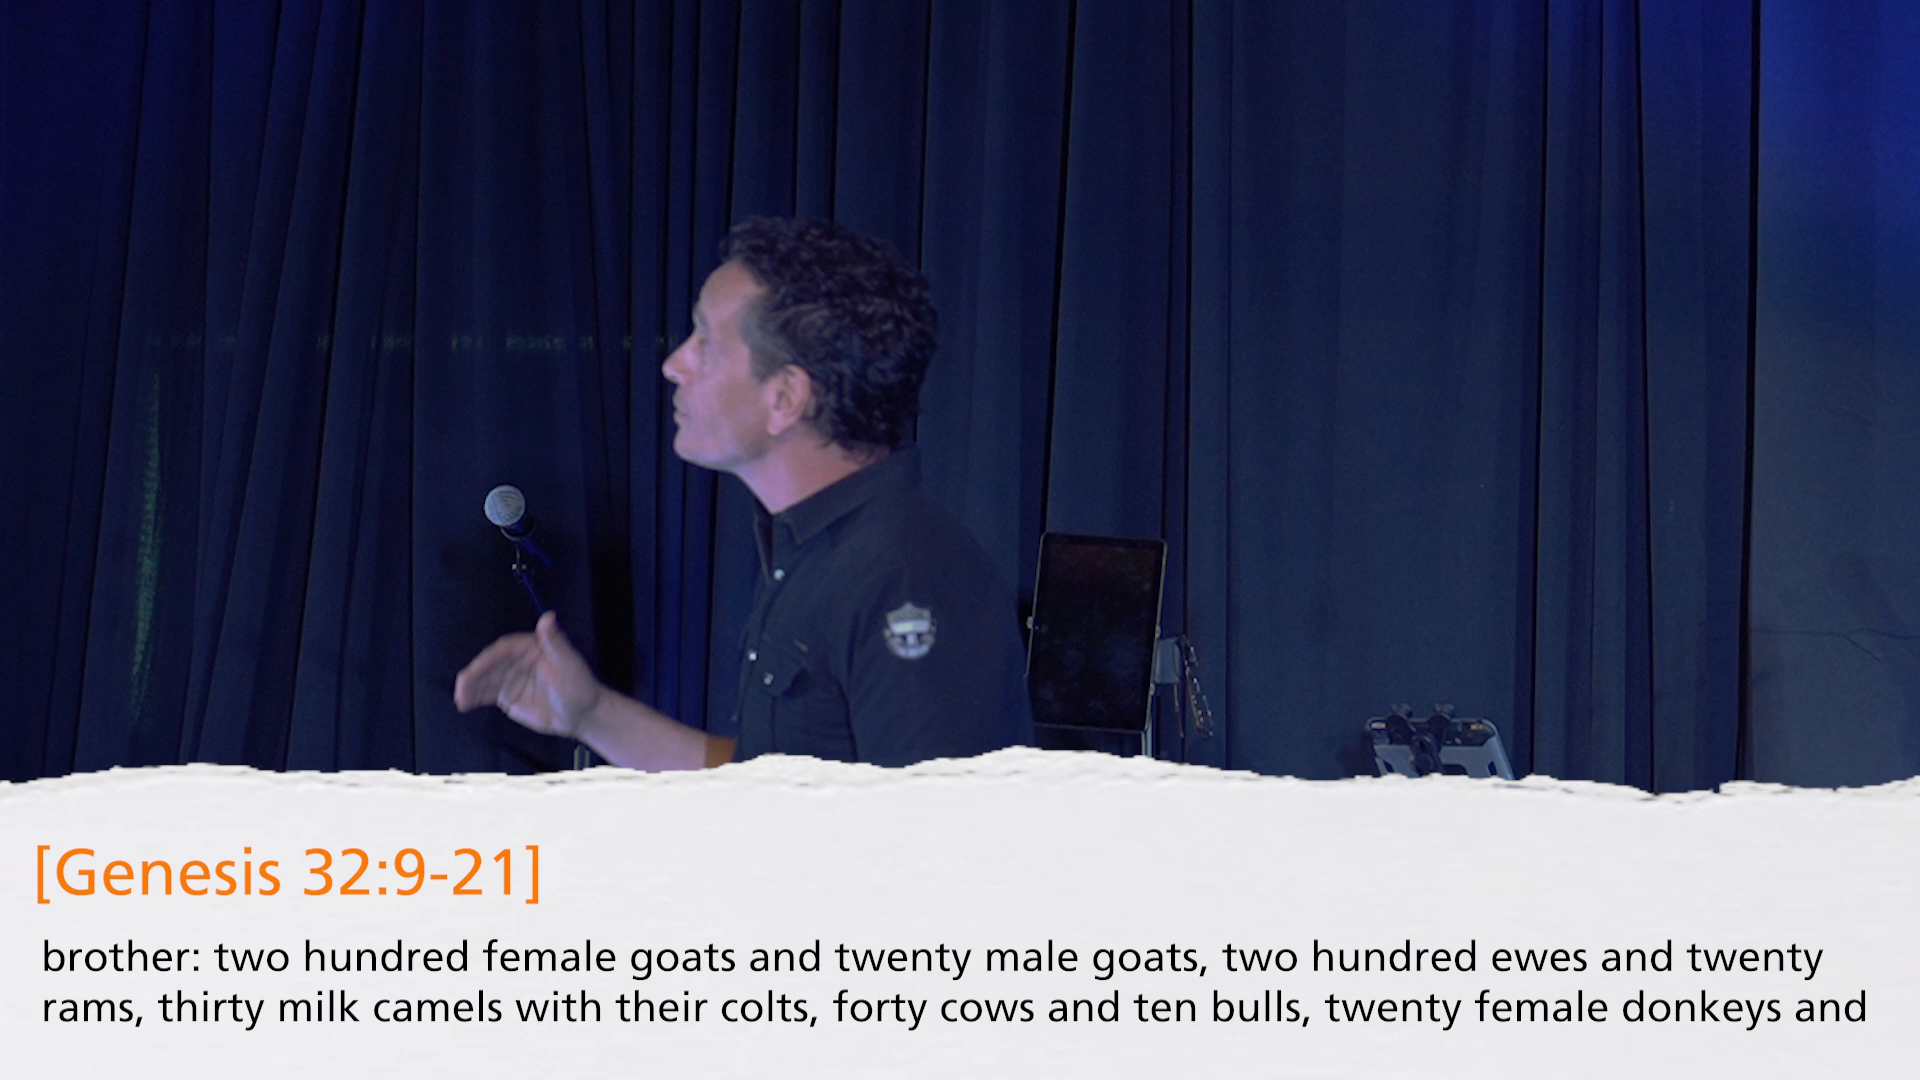 [Genesis 32:9-21]
brother: two hundred female goats and twenty male goats, two hundred ewes and twenty
rams, thirty milk camels with their colts, forty cows and ten bulls, twenty female donkeys and